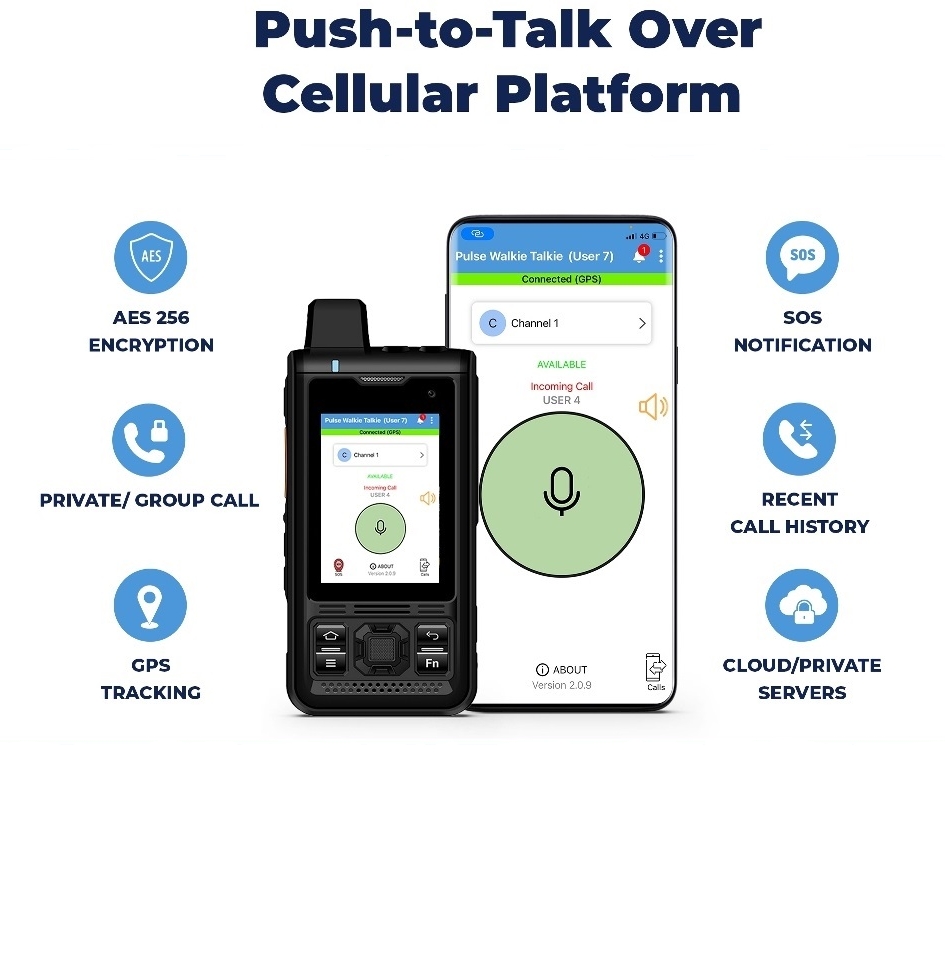 Push-to-Talk Over
Cellular Platform
AES
AES 256
ENCRYPTION
PRIVATE/ GROUP CALL
GPS
TRACKING
Pulse Walkie Talkie (User 7)
1
Connected (GPS)
C Channel 1
AVAILABLE
Incoming Call
USER 4
SOS
ABOUT
Version 2.0.9
Calls
Fn
4G
Pulse Walkie Talkie (User 7)
1
Connected (GPS)
C Channel 1
AVAILABLE
Incoming Call
USER 4
ABOUT
Version 2.0.9
Calls
SOS
SOS
NOTIFICATION
RECENT
CALL HISTORY
CLOUD/PRIVATE
SERVERS